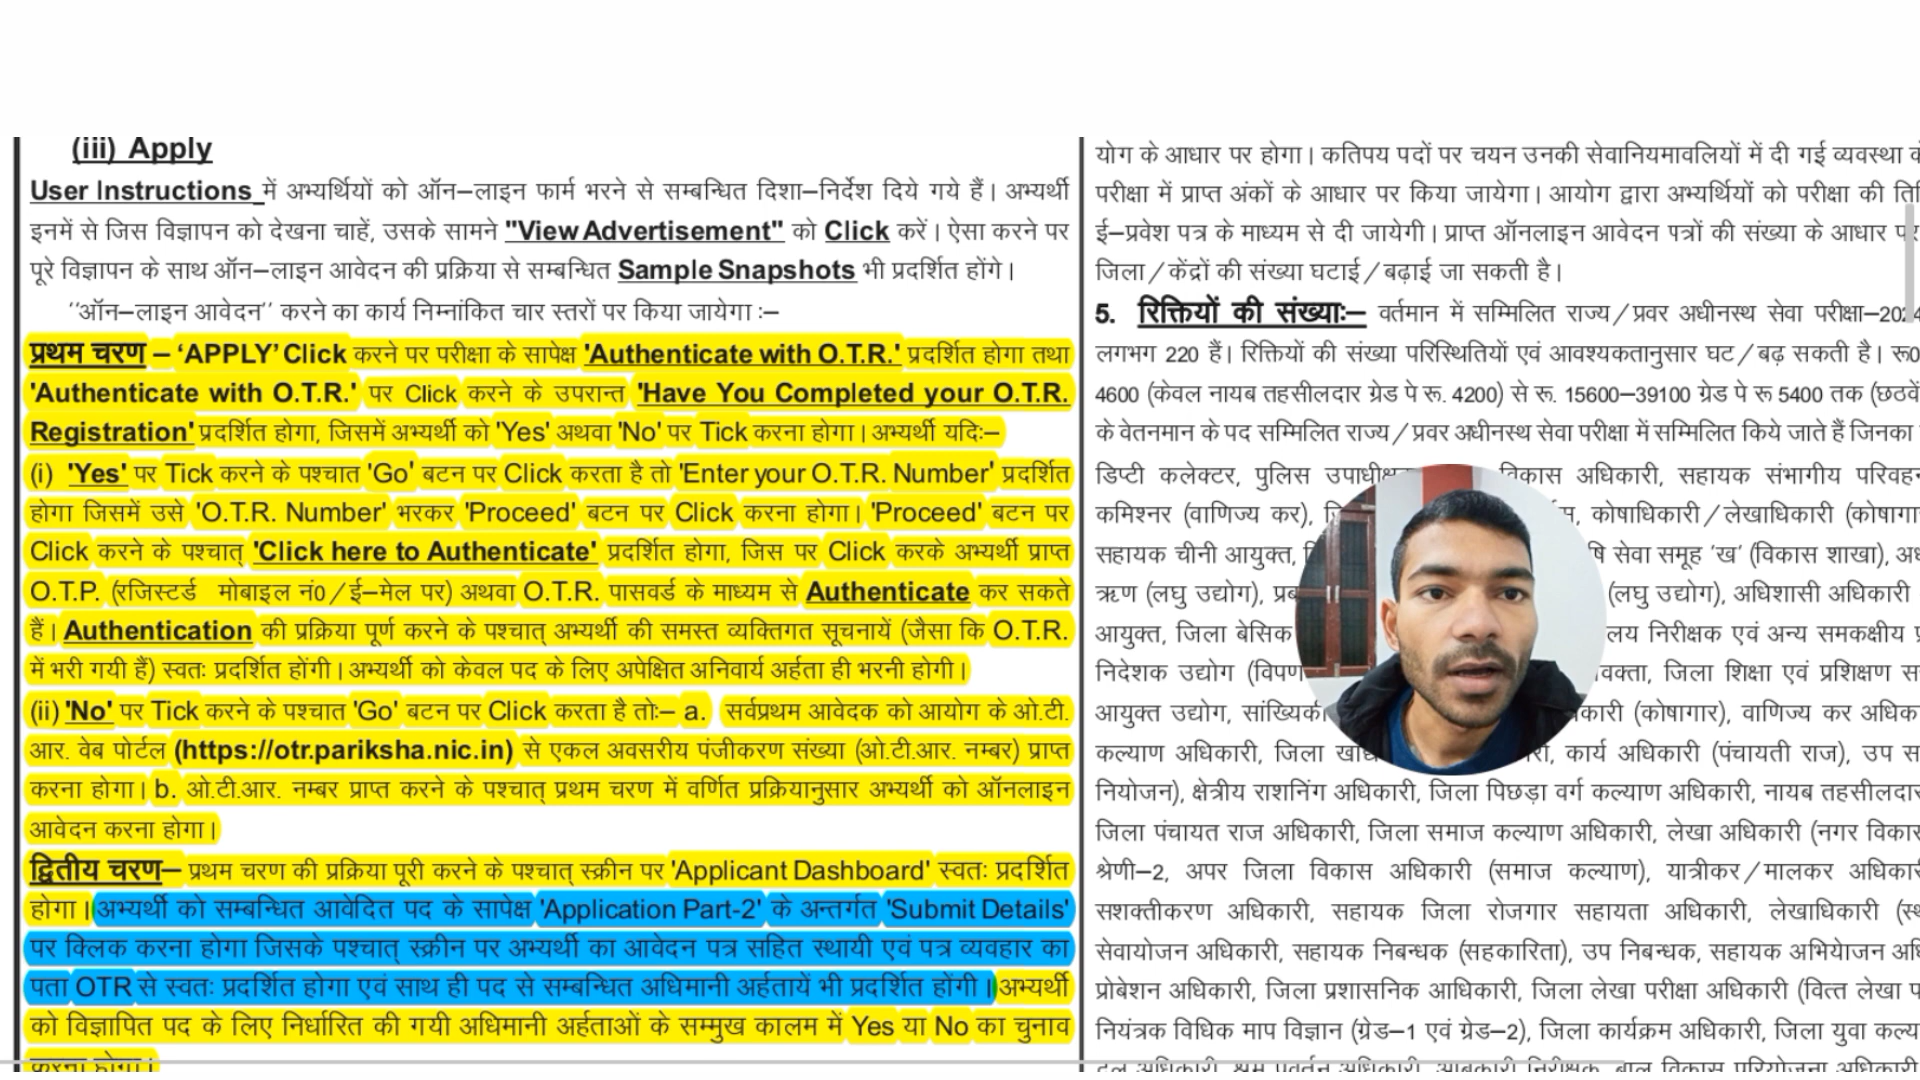 (iii) Apply
User Instructions में अभ्यर्थियों को ऑन–लाइन फार्म भरने से सम्बन्धित दिशा–निर्देश दिये गये हैं। अभ्यर्थी
इनमें से जिस विज्ञापन को देखना चाहें, उसके सामने "View Advertisement" को Click करें। ऐसा करने पर
पूरे विज्ञापन के साथ ऑन–लाइन आवेदन की प्रक्रिया से सम्बन्धित Sample Snapshots भी प्रदर्शित होंगे।
''ऑन–लाइन आवेदन'' करने का कार्य निम्नांकित चार स्तरों पर किया जायेगा :–
प्रथम चरण – ‘APPLY’ Click करने पर परीक्षा के सापेक्ष 'Authenticate with O.T.R.' प्रदर्शित होगा तथा
'Authenticate with O.T.R.' पर Click करने के उपरान्त 'Have You Completed your O.T.R.
Registration' प्रदर्शित होगा, जिसमें अभ्यर्थी को 'Yes' अथवा 'No' पर Tick करना होगा। अभ्यर्थी यदिः–
(i) 'Yes' पर Tick करने के पश्चात 'Go' बटन पर Click करता है तो 'Enter your O.T.R. Number' प्रदर्शित
होगा जिसमें उसे 'O.T.R. Number' भरकर 'Proceed' बटन पर Click करना होगा। 'Proceed' बटन पर
Click करने के पश्चात् 'Click here to Authenticate' प्रदर्शित होगा, जिस पर Click करके अभ्यर्थी प्राप्त
O.T.P. (रजिस्टर्ड मोबाइल नं0/ई–मेल पर) अथवा O.T.R. पासवर्ड के माध्यम से Authenticate कर सकते
हैं। Authentication की प्रक्रिया पूर्ण करने के पश्चात् अभ्यर्थी की समस्त व्यक्तिगत सूचनायें (जैसा कि O.T.R.
में भरी गयी हैं) स्वतः प्रदर्शित होंगी। अभ्यर्थी को केवल पद के लिए अपेक्षित अनिवार्य अर्हता ही भरनी होगी।
(ii) 'No' पर Tick करने के पश्चात 'Go' बटन पर Click करता है तोः– a. सर्वप्रथम आवेदक को आयोग के ओ.टी.
आर. वेब पोर्टल (https://otr.pariksha.nic.in) से एकल अवसरीय पंजीकरण संख्या (ओ.टी.आर. नम्बर) प्राप्त
करना होगा। b. ओ.टी.आर. नम्बर प्राप्त करने के पश्चात् प्रथम चरण में वर्णित प्रक्रियानुसार अभ्यर्थी को ऑनलाइन
आवेदन करना होगा।
द्वितीय चरण– प्रथम चरण की प्रक्रिया पूरी करने के पश्चात् स्क्रीन पर 'Applicant Dashboard' स्वतः प्रदर्शित
होगा। अभ्यर्थी को सम्बन्धित आवेदित पद के सापेक्ष 'Application Part-2' के अन्तर्गत 'Submit Details'
पर क्लिक करना होगा जिसके पश्चात् स्क्रीन पर अभ्यर्थी का आवेदन पत्र सहित स्थायी एवं पत्र व्यवहार का
पता OTR से स्वतः प्रदर्शित होगा एवं साथ ही पद से सम्बन्धित अधिमानी अर्हतायें भी प्रदर्शित होंगी। अभ्यर्थी
को विज्ञापित पद के लिए निर्धारित की गयी अधिमानी अर्हताओं के सम्मुख कालम में Yes या No का चुनाव
करना होगा।
योग के आधार पर होगा। कतिपय पदों पर चयन उनकी सेवानियमावलियों में दी गई व्यवस्था
परीक्षा में प्राप्त अंकों के आधार पर किया जायेगा। आयोग द्वारा अभ्यर्थियों को परीक्षा की
ई–प्रवेश पत्र के माध्यम से दी जायेगी। प्राप्त ऑनलाइन आवेदन पत्रों की संख्या के आधार पर
जिला/केंद्रों की संख्या घटाई/बढ़ाई जा सकती है।
5. रिक्तियों की संख्याः– वर्तमान में सम्मिलित राज्य/प्रवर अधीनस्थ सेवा परीक्षा–2024
लगभग 220 हैं। रिक्तियों की संख्या परिस्थितियों एवं आवश्यकतानुसार घट/बढ़ सकती है। रू0
4600 (केवल नायब तहसीलदार ग्रेड पे रू. 4200) से रू. 15600–39100 ग्रेड पे रू 5400 तक (छठवें
के वेतनमान के पद सम्मिलित राज्य/प्रवर अधीनस्थ सेवा परीक्षा में सम्मिलित किये जाते हैं जिनका
डिप्टी कलेक्टर, पुलिस विकास अधिकारी, सहायक संभागीय परिवहन
कमिश्नर (वाणिज्य कर), कोषाधिकारी/लेखाधिकारी
सहायक चीनी आयुक्त, सेवा समूह ‘ख’ (विकास शाखा),
ऋण (लघु उद्योग), (लघु उद्योग), अधिशासी अधिकारी
आयुक्त, जिला बेसिक निरीक्षक एवं अन्य समकक्षीय
निदेशक उद्योग जिला शिक्षा एवं प्रशिक्षण
आयुक्त उद्योग, (कोषागार), वाणिज्य कर
कल्याण अधिकारी, जिला कार्य अधिकारी (पंचायती राज), उप
नियोजन), क्षेत्रीय राशनिंग अधिकारी, जिला पिछड़ा वर्ग कल्याण अधिकारी, नायब तहसीलदार
जिला पंचायत राज अधिकारी, जिला समाज कल्याण अधिकारी, लेखा अधिकारी (नगर विकास
श्रेणी–2, अपर जिला विकास अधिकारी (समाज कल्याण), यात्रीकर/मालकर
सशक्तीकरण अधिकारी, सहायक जिला रोजगार सहायता अधिकारी, लेखाधिकारी
सेवायोजन अधिकारी, सहायक निबन्धक (सहकारिता), उप निबन्धक, सहायक अभियेाजन
प्रोबेशन अधिकारी, जिला प्रशासनिक आधिकारी, जिला लेखा परीक्षा अधिकारी (वित्त लेखा
नियंत्रक विधिक माप विज्ञान (ग्रेड–1 एवं ग्रेड–2), जिला कार्यक्रम अधिकारी, जिला युवा